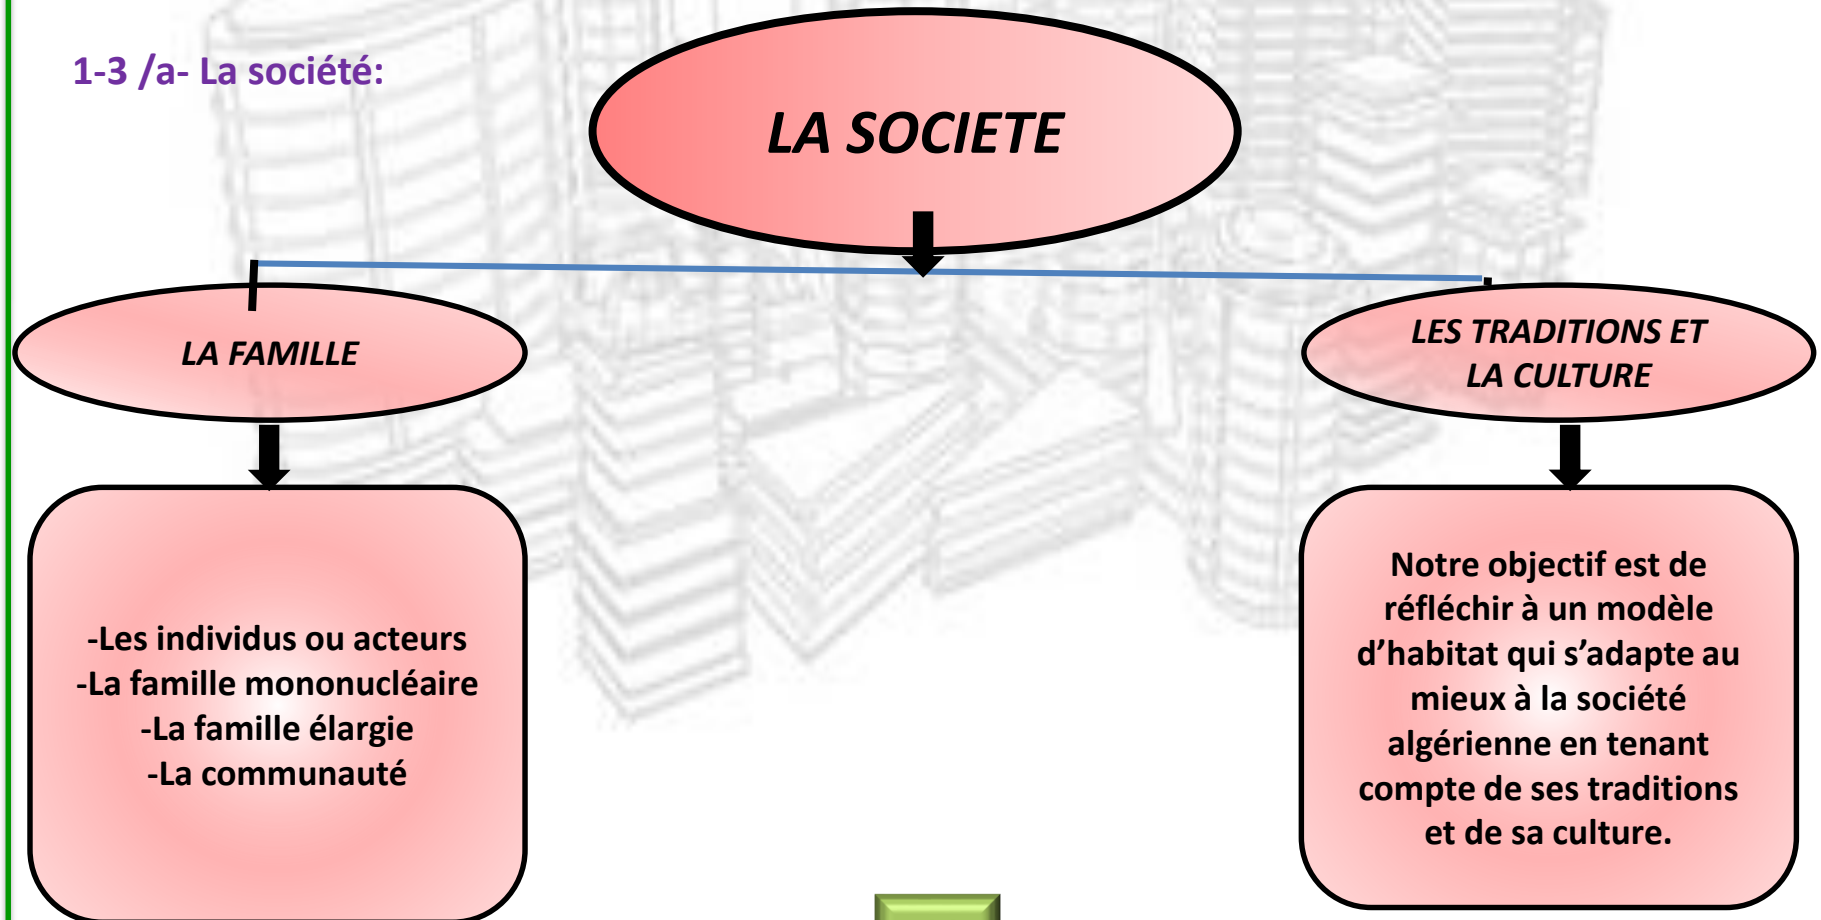 1-3 /a- La société:
LA SOCIETE
LA FAMILLE
LES TRADITIONS ET
LA CULTURE
-Les individus ou acteurs
-La famille mononucléaire
-La famille élargie
-La communauté
Notre objectif est de
réfléchir à un modèle
d’habitat qui s’adapte au
mieux à la société
algérienne en tenant
compte de ses traditions
et de sa culture.